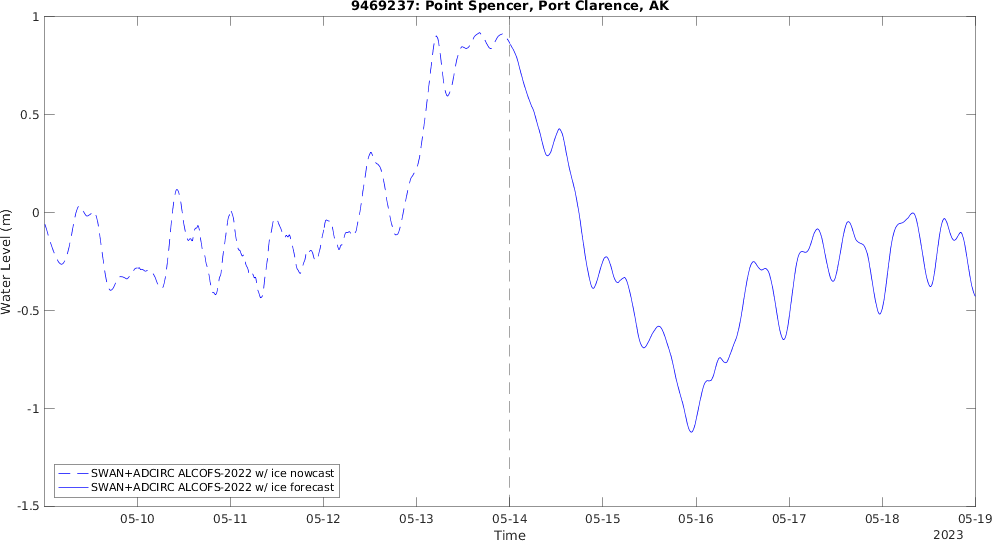 9469237: Point Spencer, Port Clarence, AK
1
0.5
0
-0.5
-1
-1.5
Water Level (m)
SWAN+ADCIRC ALCOFS-2022 w/ ice nowcast
SWAN+ADCIRC ALCOFS-2022 w/ ice forecast
05-10 05-11 05-12 05-13 05-14 05-15 05-16 05-17 05-18 05-19
Time
2023